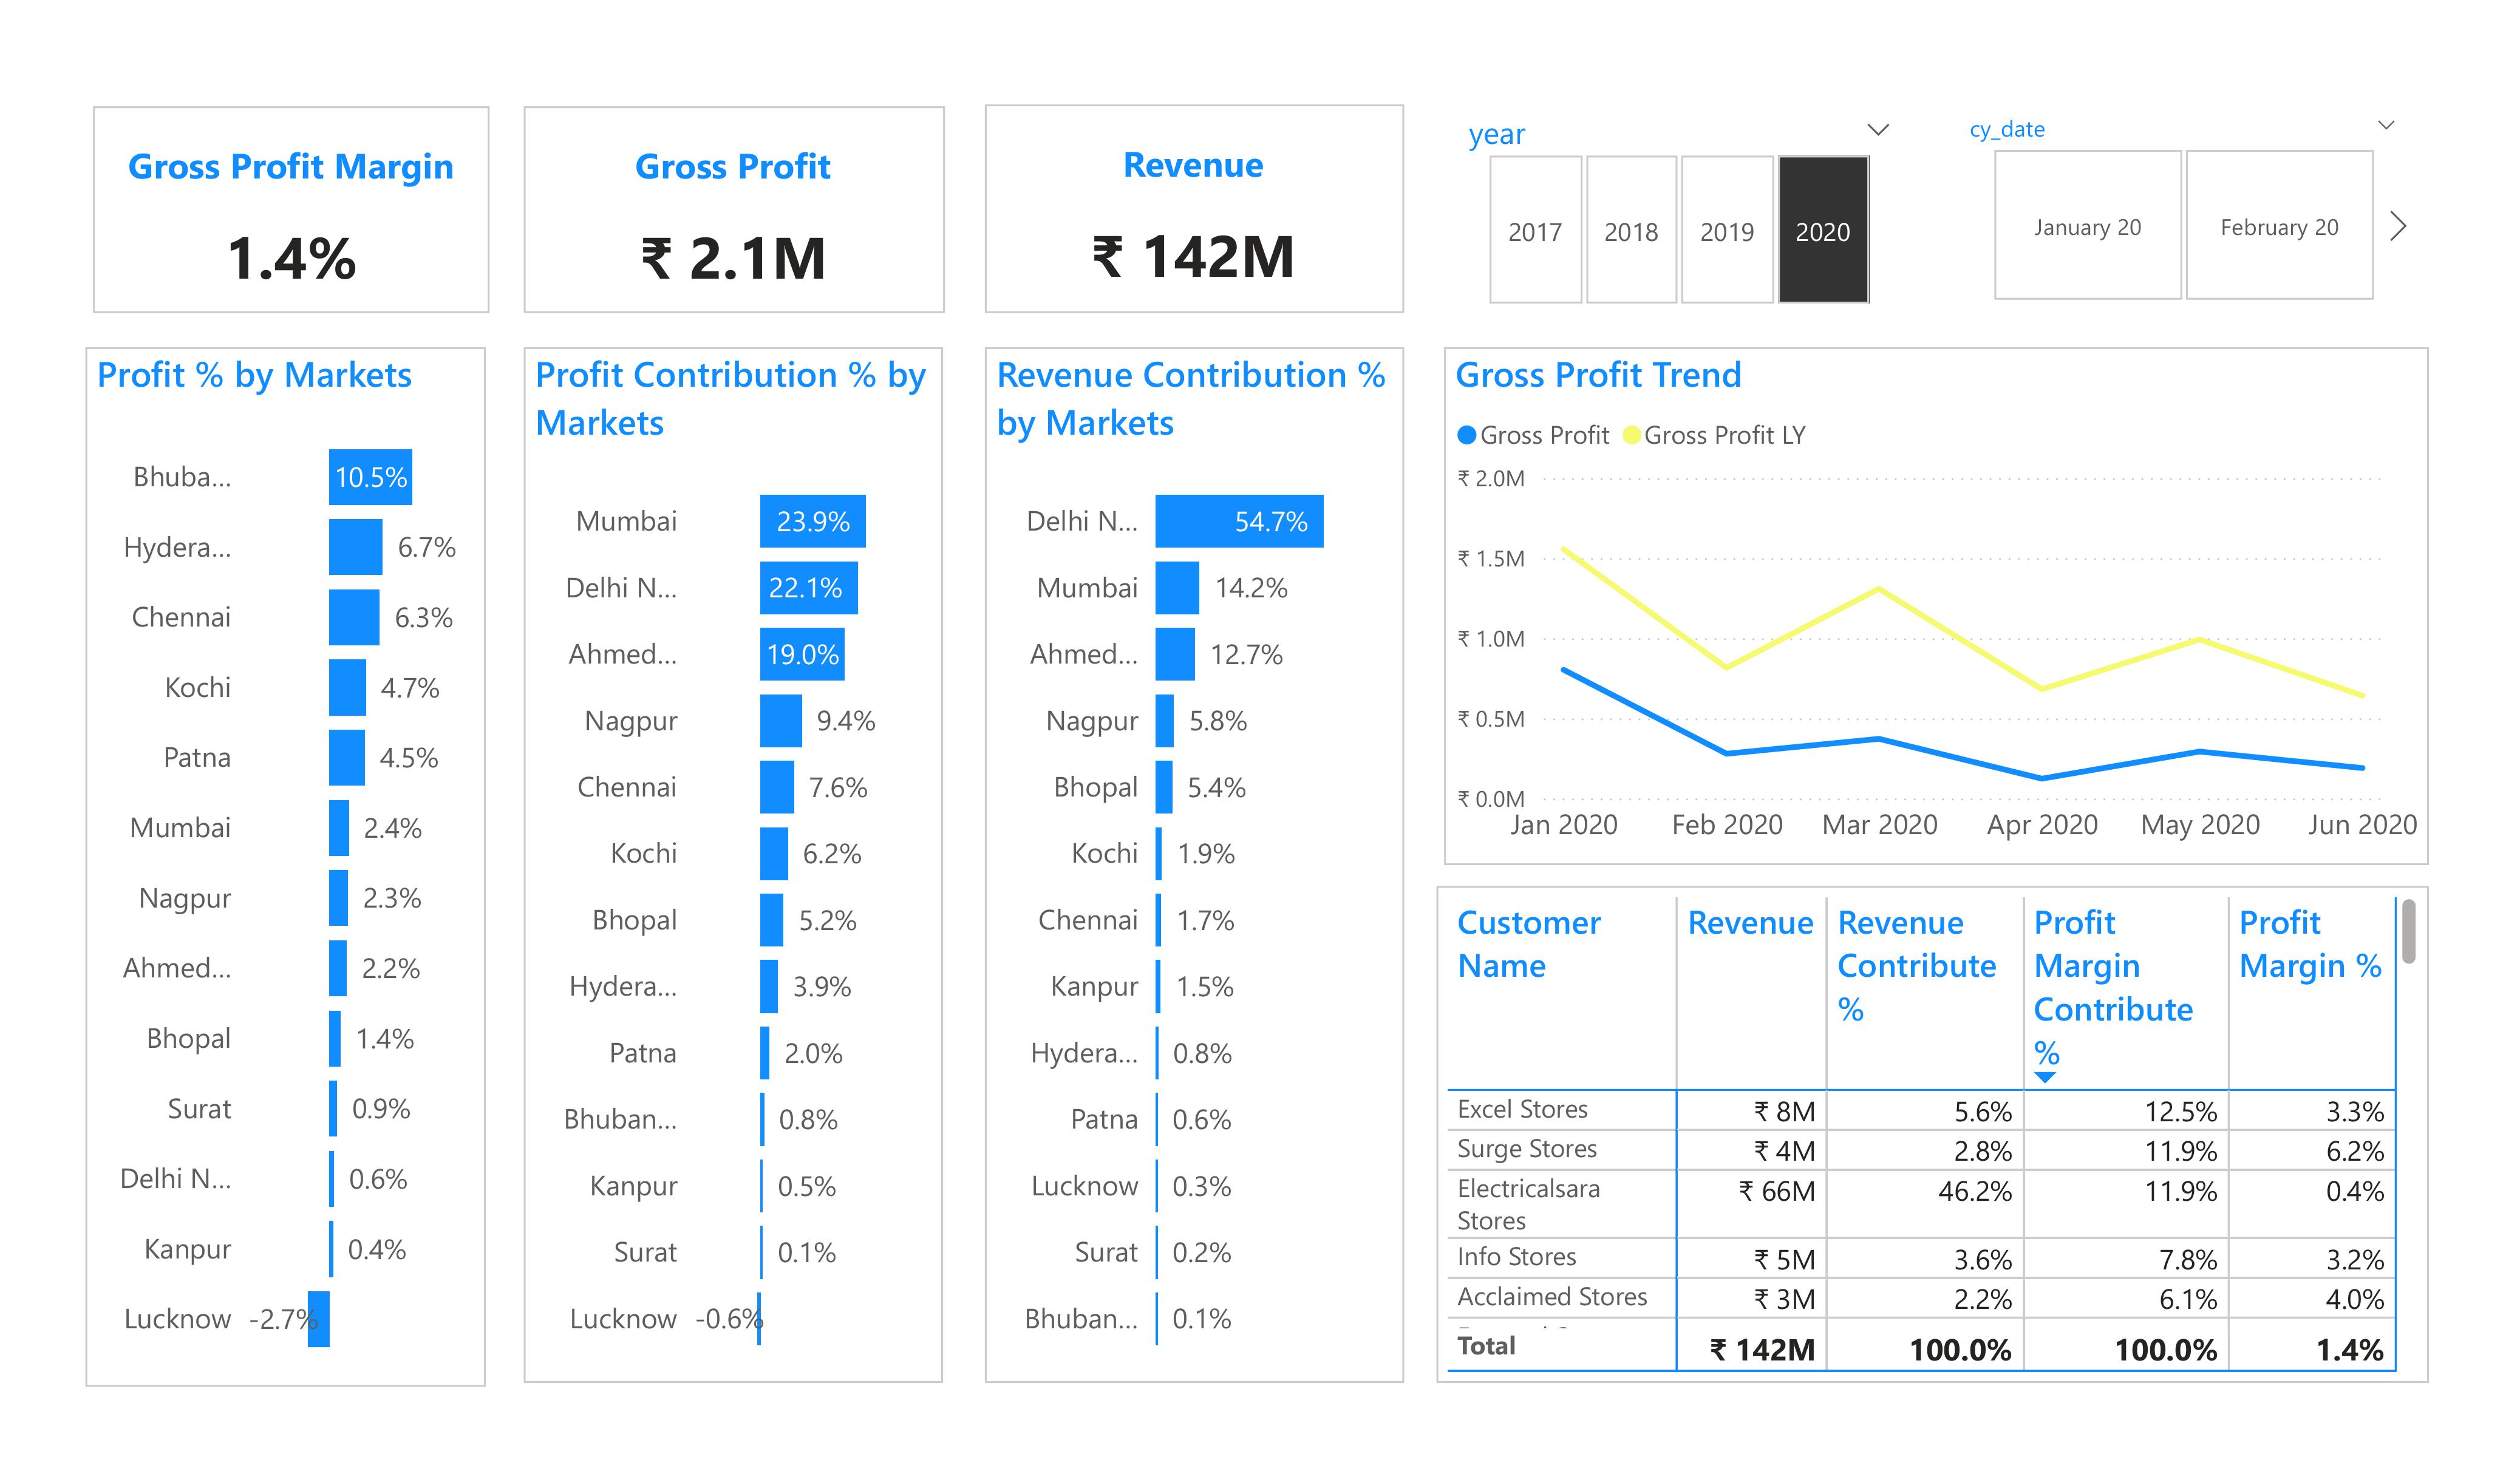 Gross Profit Margin
1.4%
Gross Profit
₹ 2.1M
Revenue
₹ 142M
year
2017
2018
2019
2020
cy_date
January 20
February 20
Profit % by Markets
Bhuba... 10.5%
Hydera... 6.7%
Chennai 6.3%
Kochi 4.7%
Patna 4.5%
Mumbai 2.4%
Nagpur 2.3%
Ahmed... 2.2%
Bhopal 1.4%
Surat 0.9%
Delhi N... 0.6%
Kanpur 0.4%
Lucknow -2.7%
Profit Contribution % by
Markets
Mumbai 23.9%
Delhi N... 22.1%
Ahmed... 19.0%
Nagpur 9.4%
Chennai 7.6%
Kochi 6.2%
Bhopal 5.2%
Hydera... 3.9%
Patna 2.0%
Bhuban... 0.8%
Kanpur 0.5%
Surat 0.1%
Lucknow -0.6%
Revenue Contribution %
by Markets
Delhi N... 54.7%
Mumbai 14.2%
Ahmed... 12.7%
Nagpur 5.8%
Bhopal 5.4%
Kochi 1.9%
Chennai 1.7%
Kanpur 1.5%
Hydera... 0.8%
Patna 0.6%
Lucknow 0.3%
Surat 0.2%
Bhuban... 0.1%
Gross Profit Trend
Gross Profit Gross Profit LY
₹ 2.0M
₹ 1.5M
₹ 1.0M
₹ 0.5M
₹ 0.0M
Jan 2020 Feb 2020 Mar 2020 Apr 2020 May 2020 Jun 2020
Customer Revenue Revenue Profit Profit
Name Contribute Margin Margin %
% Contribute
%
Excel Stores ₹ 8M 5.6% 12.5% 3.3%
Surge Stores ₹ 4M 2.8% 11.9% 6.2%
Electricalsara ₹ 66M 46.2% 11.9% 0.4%
Stores
Info Stores ₹ 5M 3.6% 7.8% 3.2%
Acclaimed Stores ₹ 3M 2.2% 6.1% 4.0%
Total ₹ 142M 100.0% 100.0% 1.4%